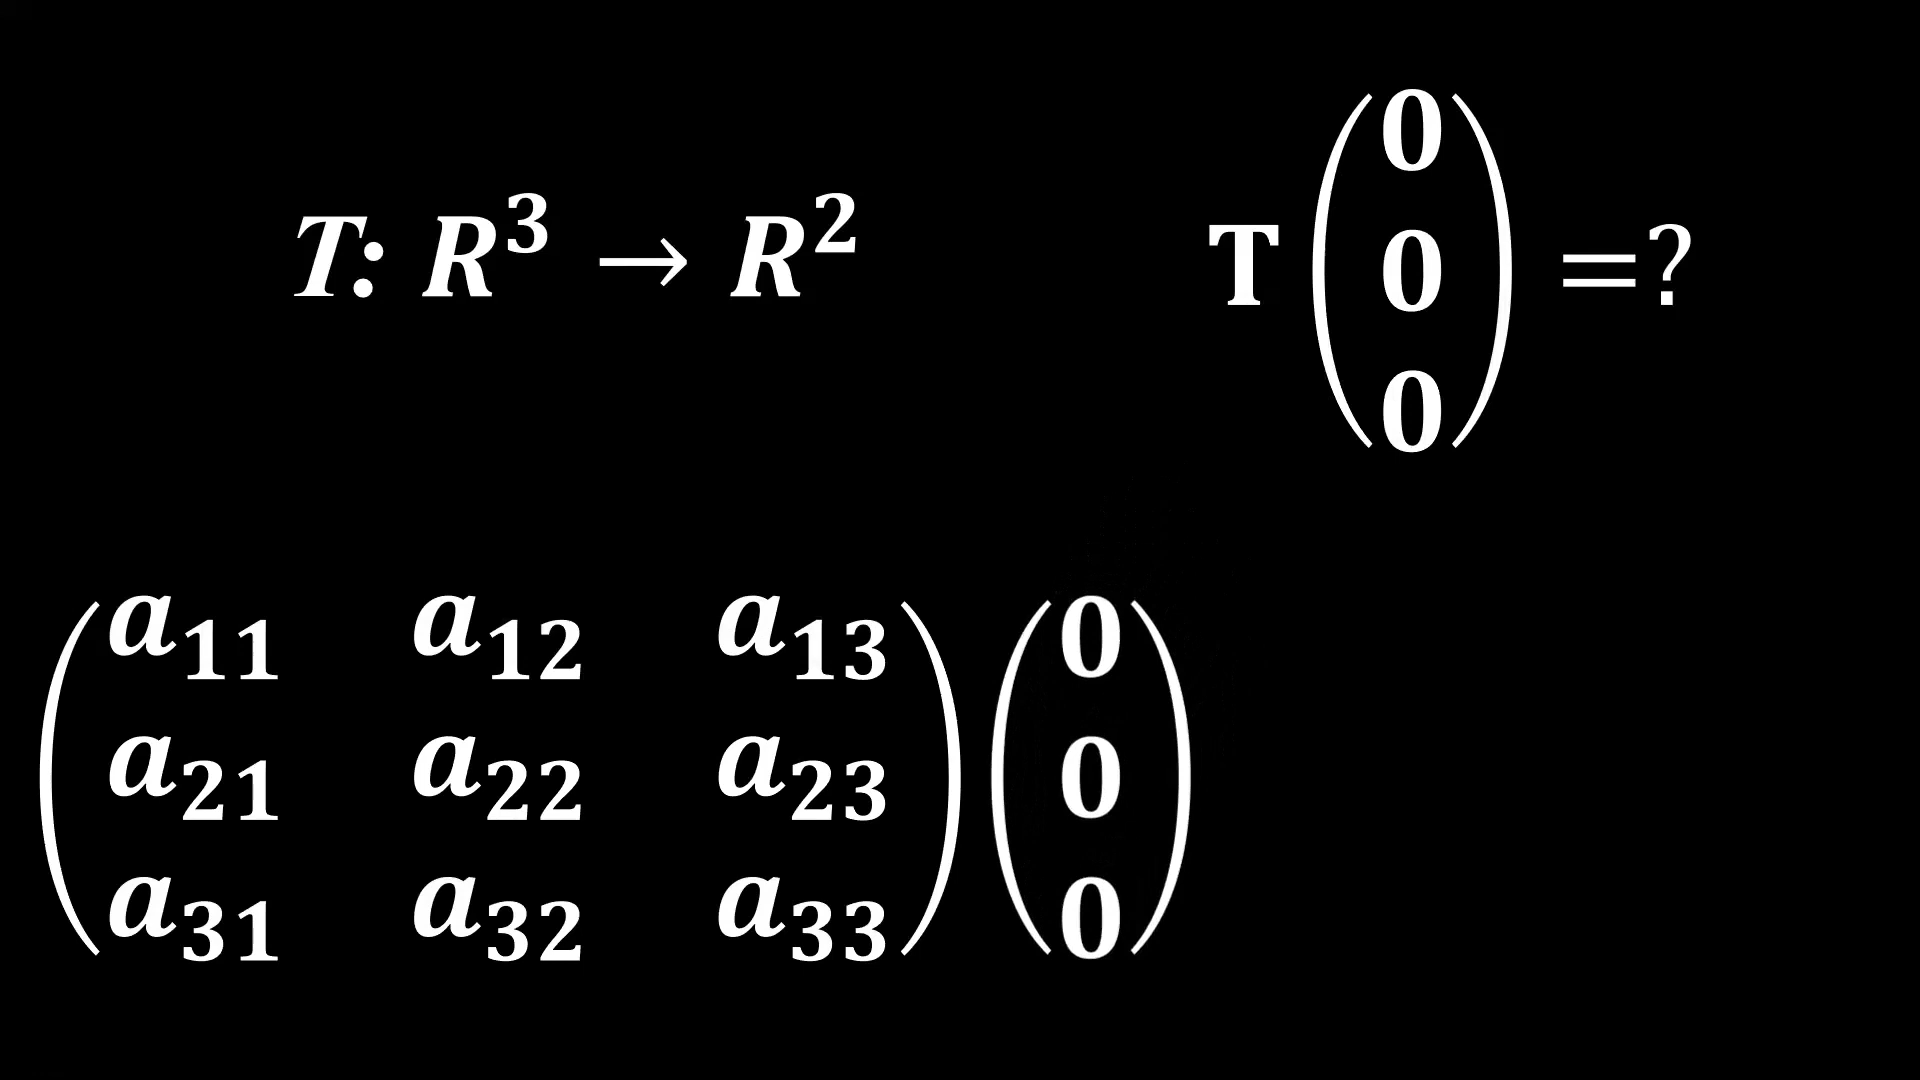 T: R³ → R²
T (0 0 0) =?
(a₁₁ a₁₂ a₁₃
a₂₁ a₂₂ a₂₃
a₃₁ a₃₂ a₃₃) (0 0 0)